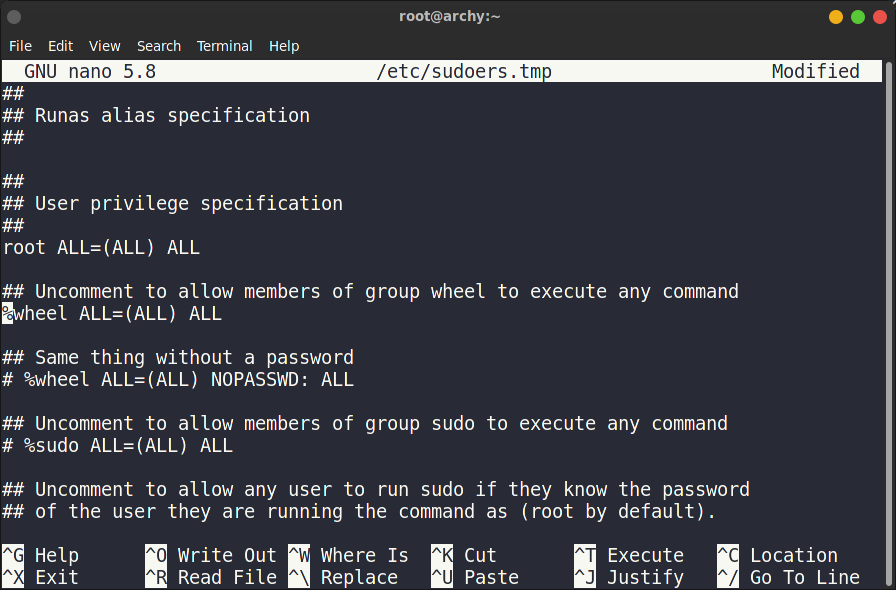 root@archy:~
File Edit View Search Terminal Help
GNU nano 5.8 /etc/sudoers.tmp Modified
##
## Runas alias specification
##
##
## User privilege specification
##
root ALL=(ALL) ALL
## Uncomment to allow members of group wheel to execute any command
%wheel ALL=(ALL) ALL
## Same thing without a password
# %wheel ALL=(ALL) NOPASSWD: ALL
## Uncomment to allow members of group sudo to execute any command
# %sudo ALL=(ALL) ALL
## Uncomment to allow any user to run sudo if they know the password
## of the user they are running the command as (root by default).
^G Help ^O Write Out ^W Where Is ^K Cut ^T Execute ^C Location
^X Exit ^R Read File ^\ Replace ^U Paste ^J Justify ^/ Go To Line